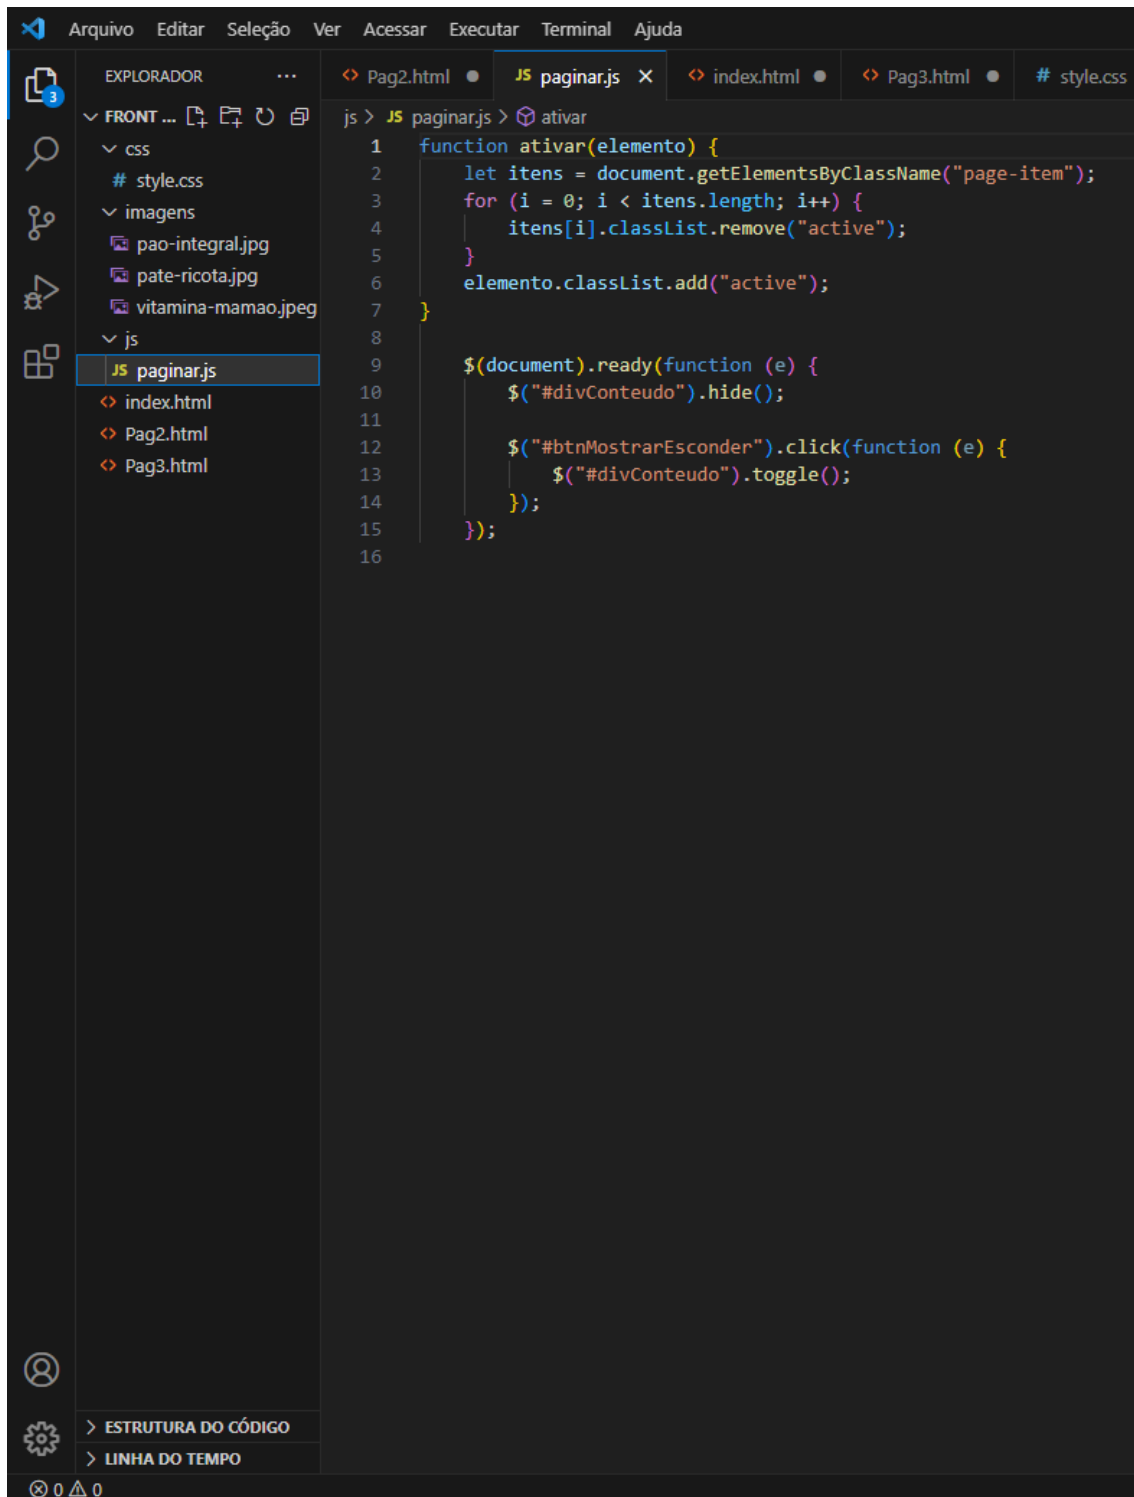 Arquivo Editar Seleção Ver Acessar Executar Terminal Ajuda
EXPLORADOR ...
Pag2.html
JS paginar.js
index.html
Pag3.html
# style.css
3
FRONT ...
js > JS paginar.js > ativar
css
# style.css
imagens
pao-integral.jpg
pate-ricota.jpg
vitamina-mamao.jpeg
js
JS paginar.js
index.html
Pag2.html
Pag3.html
1 function ativar(elemento) {
2 let itens = document.getElementsByClassName("page-item");
3 for (i = 0; i < itens.length; i++) {
4 itens[i].classList.remove("active");
5 }
6 elemento.classList.add("active");
7 }
8
9 $(document).ready(function (e) {
10 $("#divConteudo").hide();
11
12 $("#btnMostrarEsconder").click(function (e) {
13 $("#divConteudo").toggle();
14 });
15 });
16
ESTRUTURA DO CÓDIGO
LINHA DO TEMPO
0 0